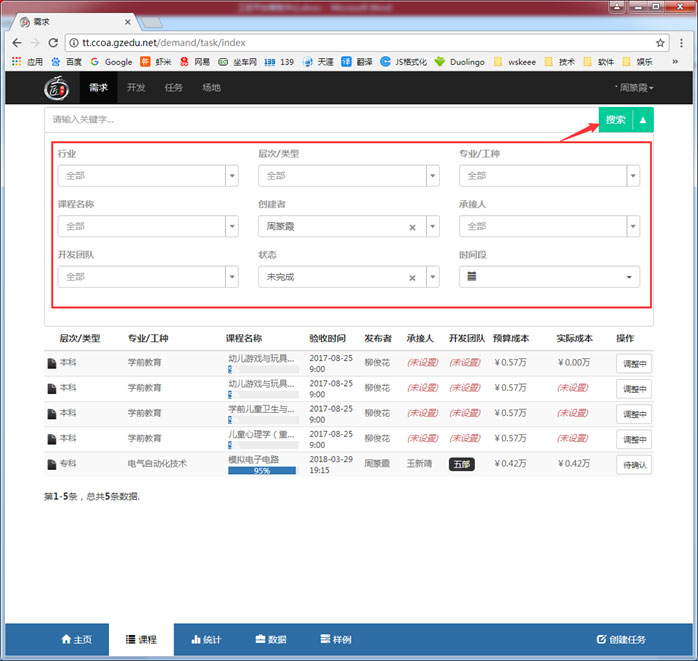 需求
tt.ccoa.gzedu.net/demand/task/index
应用 百度 Google 虾米 网易 坐车网 139 139 天涯 译 翻译 JS格式化 Duolingo wskeee 技术 软件 娱乐 »
需求 开发 任务 场地 周蒙霞
请输入关键字... 搜索
行业 层次/类型 专业/工种
全部 全部 全部
课程名称 创建者 承接人
全部 周蒙霞 全部
开发团队 状态 时间段
全部 未完成
层次/类型 专业/工种 课程名称 验收时间 发布者 承接人 开发团队 预算成本 实际成本 操作
本科 学前教育 幼儿游戏与玩具... 2017-08-25 9:00 柳俊花 (未设置) (未设置) ￥0.57万 ￥0.00万 调整中
本科 学前教育 幼儿游戏与玩具... 2017-08-25 9:00 柳俊花 (未设置) (未设置) ￥0.57万 (未设置) 调整中
本科 学前教育 学前儿童卫生与... 2017-08-25 9:00 柳俊花 (未设置) (未设置) ￥0.57万 (未设置) 调整中
本科 学前教育 儿童心理学（重... 2017-08-25 9:00 柳俊花 (未设置) (未设置) ￥0.57万 (未设置) 调整中
专科 电气自动化技术 模拟电子电路 95% 2018-03-29 19:15 周蒙霞 王新靖 五部 ￥0.42万 ￥0.42万 待确认
第1-5条，总共5条数据.
主页 课程 统计 数据 样例 创建任务